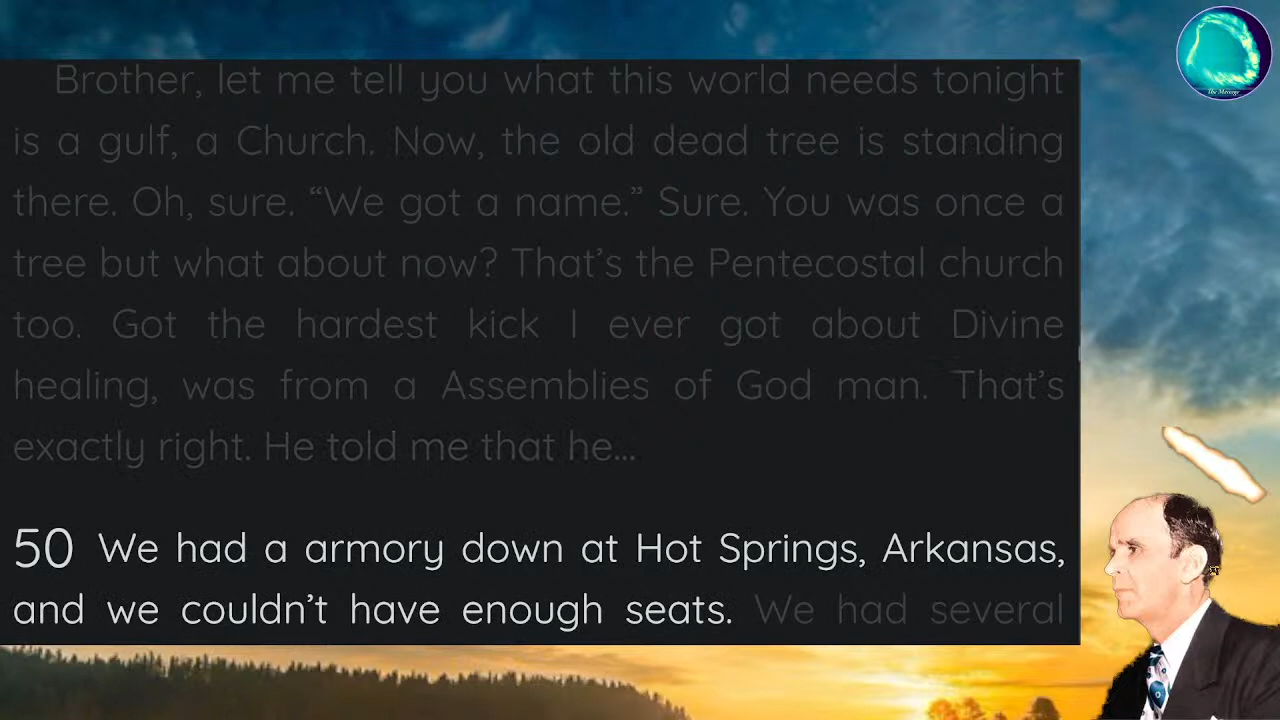 The Message
Brother, let me tell you what this world needs tonight
is a gulf, a Church. Now, the old dead tree is standing
there. Oh, sure. “We got a name.” Sure. You was once a
tree but what about now? That’s the Pentecostal church
too. Got the hardest kick I ever got about Divine
healing, was from a Assemblies of God man. That’s
exactly right. He told me that he...
50 We had a armory down at Hot Springs, Arkansas,
and we couldn’t have enough seats. We had several